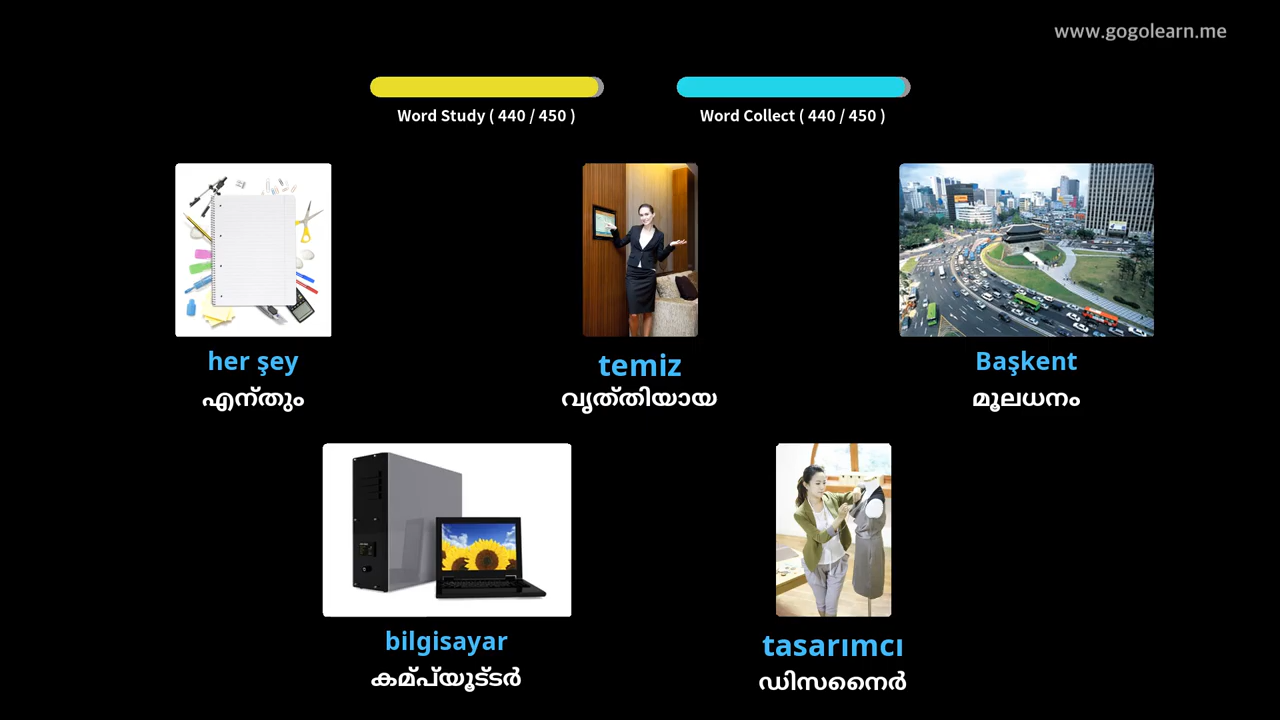 www.gogolearn.me
Word Study ( 440 / 450 )
Word Collect ( 440 / 450 )
her şey
temiz
Başkent
എന്തും
വൃത്തിയായ
മൂലധനം
bilgisayar
tasarımcı
കമ്പ്യൂട്ടർ
ഡിസൈനർ